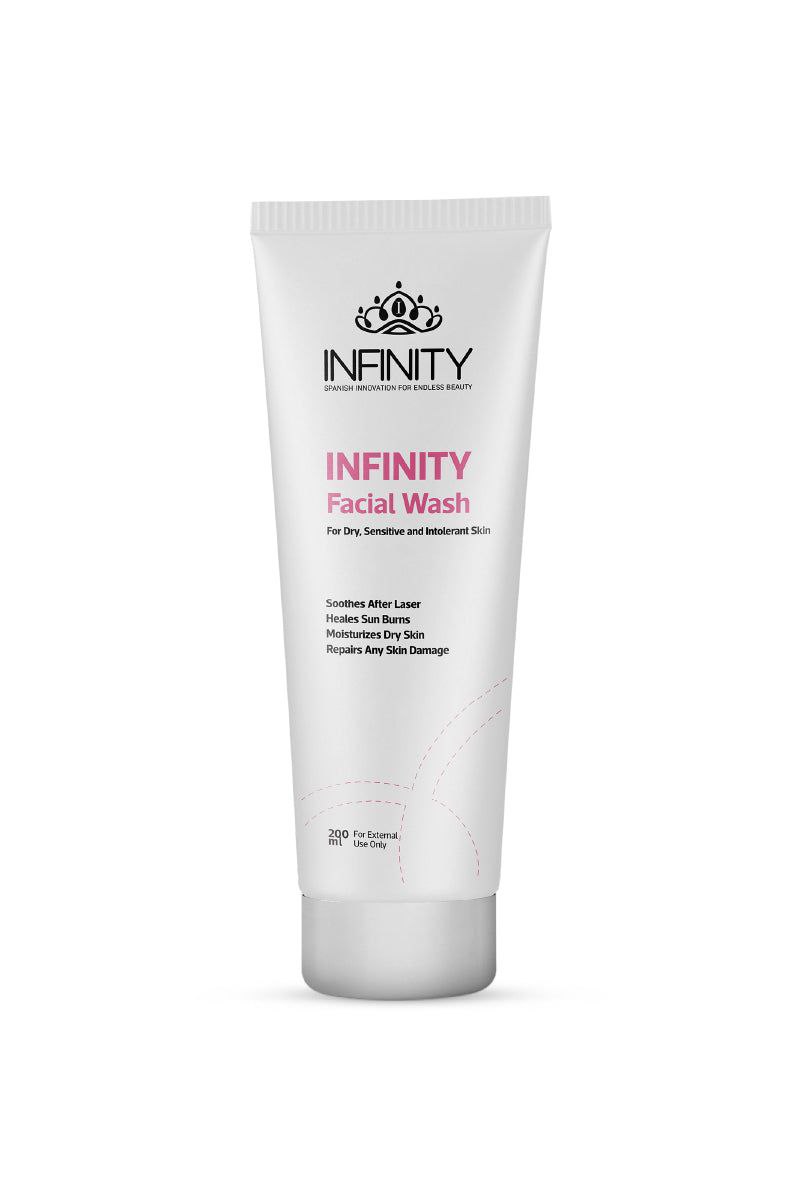 INFINITY
SPANISH INNOVATION FOR ENDLESS BEAUTY
INFINITY
Facial Wash
For Dry, Sensitive and Intolerant Skin
Soothes After Laser
Heales Sun Burns
Moisturizes Dry Skin
Repairs Any Skin Damage
200 ml
For External
Use Only